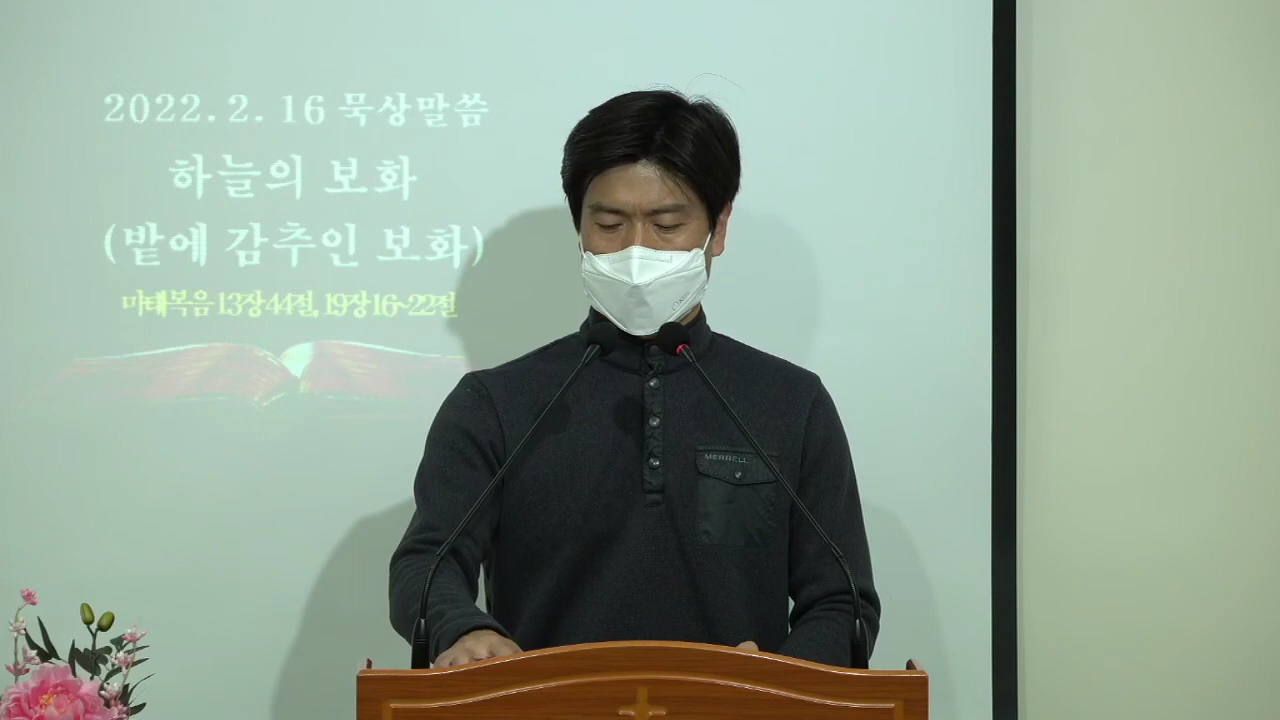 2022. 2. 16 묵상말씀
하늘의 보화
(밭에 감추인 보화)
마태복음 13장 44절, 19장 16~22절
MERRELL